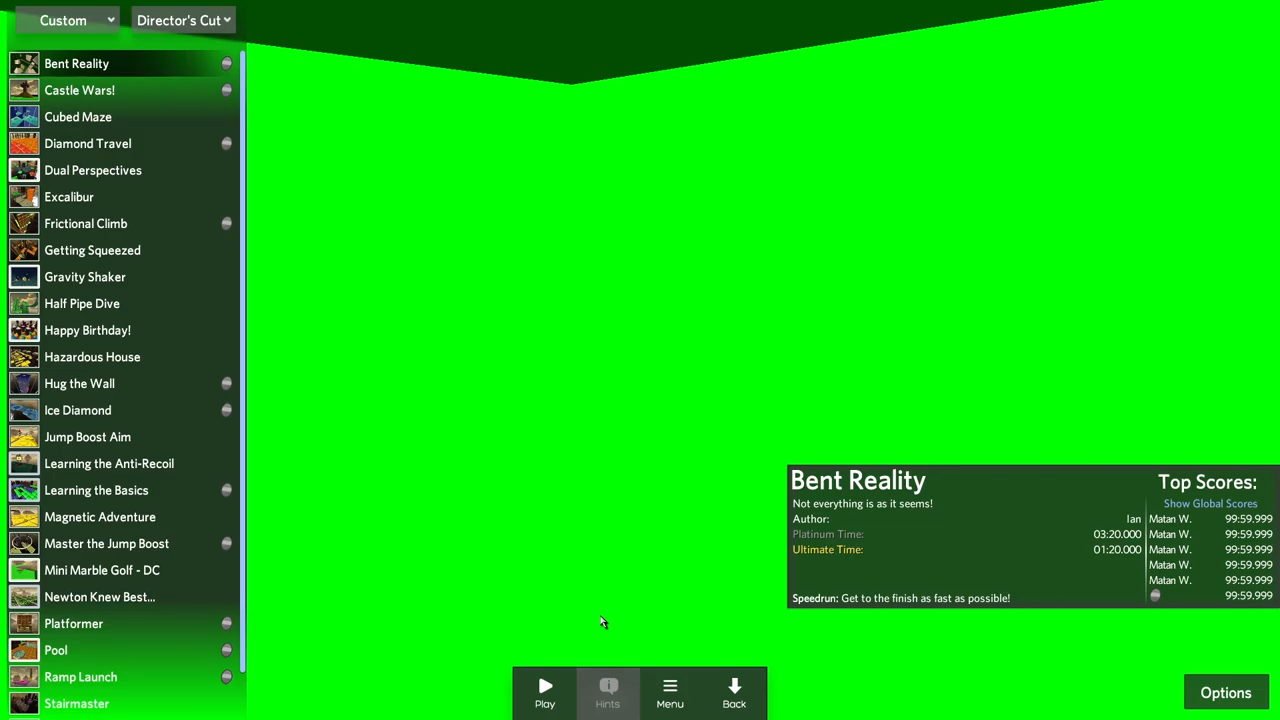 Custom
Director's Cut
Bent Reality
Castle Wars!
Cubed Maze
Diamond Travel
Dual Perspectives
Excalibur
Frictional Climb
Getting Squeezed
Gravity Shaker
Half Pipe Dive
Happy Birthday!
Hazardous House
Hug the Wall
Ice Diamond
Jump Boost Aim
Learning the Anti-Recoil
Learning the Basics
Magnetic Adventure
Master the Jump Boost
Mini Marble Golf - DC
Newton Knew Best...
Platformer
Pool
Ramp Launch
Stairmaster
Bent Reality
Not everything is as it seems!
Author: Ian
Platinum Time: 03:20.000
Ultimate Time: 01:20.000
Speedrun: Get to the finish as fast as possible!
Top Scores:
Show Global Scores
Matan W. 99:59.999
Matan W. 99:59.999
Matan W. 99:59.999
Matan W. 99:59.999
Matan W. 99:59.999
99:59.999
Play
Hints
Menu
Back
Options